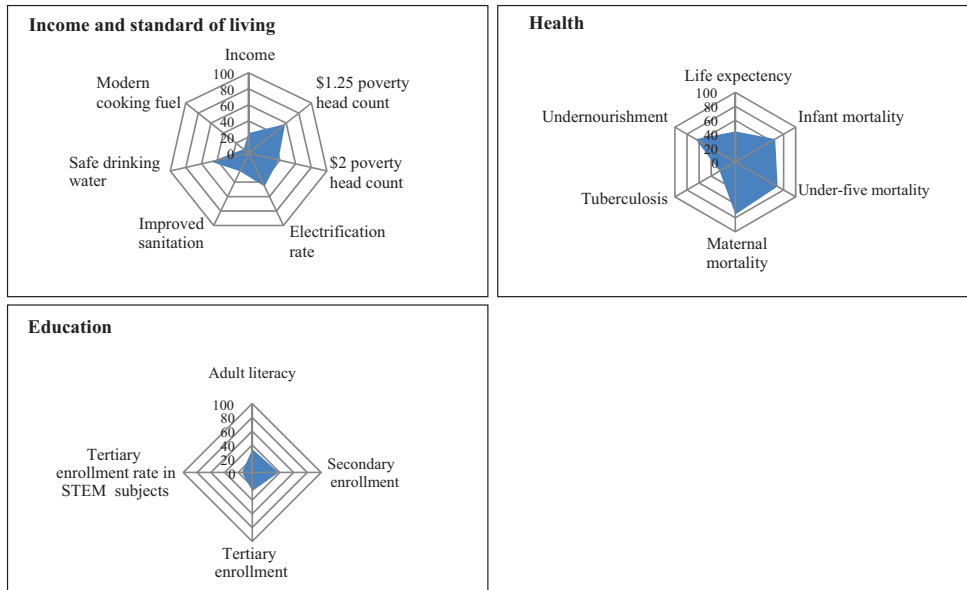 Income and standard of living
Income
100
80
60
40
20
0
$1.25 poverty
head count
$2 poverty
head count
Electrification
rate
Improved
sanitation
Safe drinking
water
Modern
cooking fuel
Health
Life expectency
100
80
60
40
20
0
Infant mortality
Under-five mortality
Maternal
mortality
Tuberculosis
Undernourishment
Education
Adult literacy
100
80
60
40
20
0
Secondary
enrollment
Tertiary
enrollment
Tertiary
enrollment rate in
STEM subjects